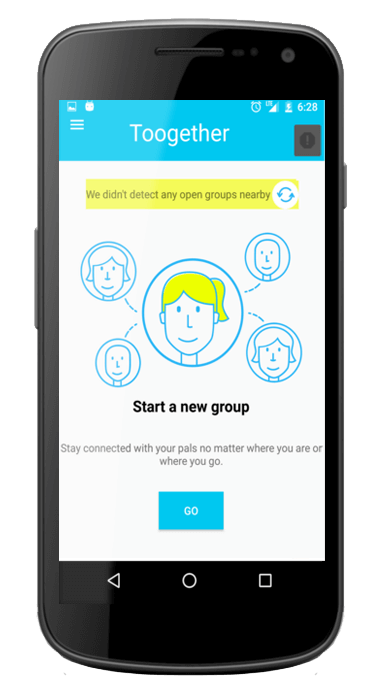 6:28
Toogether
We didn't detect any open groups nearby
Start a new group
Stay connected with your pals no matter where you are or
where you go.
GO